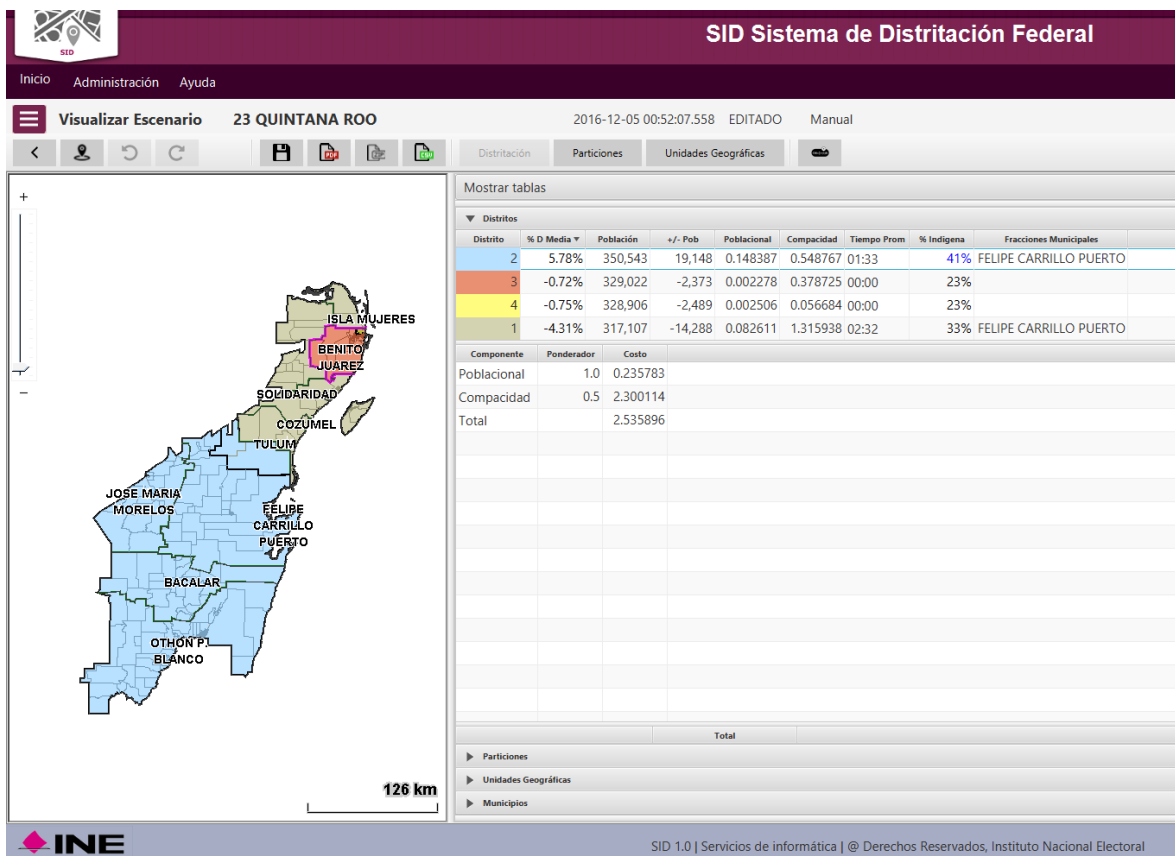 SID
SID Sistema de Distritación Federal
Inicio Administración Ayuda
Visualizar Escenario 23 QUINTANA ROO 2016-12-05 00:52:07.558 EDITADO Manual
PDF CSV Distritación Particiones Unidades Geográficas
Mostrar tablas
Distritos
Distrito % D Media Población +/- Pob Poblacional Compacidad Tiempo Prom % Indigena Fracciones Municipales
2 5.78% 350,543 19,148 0.148387 0.548767 01:33 41% FELIPE CARRILLO PUERTO
3 -0.72% 329,022 -2,373 0.002278 0.378725 00:00 23%
4 -0.75% 328,906 -2,489 0.002506 0.056684 00:00 23%
1 -4.31% 317,107 -14,288 0.082611 1.315938 02:32 33% FELIPE CARRILLO PUERTO
Componente Ponderador Costo
Poblacional 1.0 0.235783
Compacidad 0.5 2.300114
Total 2.535896
Total
Particiones
Unidades Geográficas
Municipios
+
−
ISLA MUJERES
BENITO
JUAREZ
SOLIDARIDAD
COZUMEL
TULUM
JOSE MARIA
MORELOS
FELIPE
CARRILLO
PUERTO
BACALAR
OTHON P.
BLANCO
126 km
INE
SID 1.0 | Servicios de informática | @ Derechos Reservados, Instituto Nacional Electoral